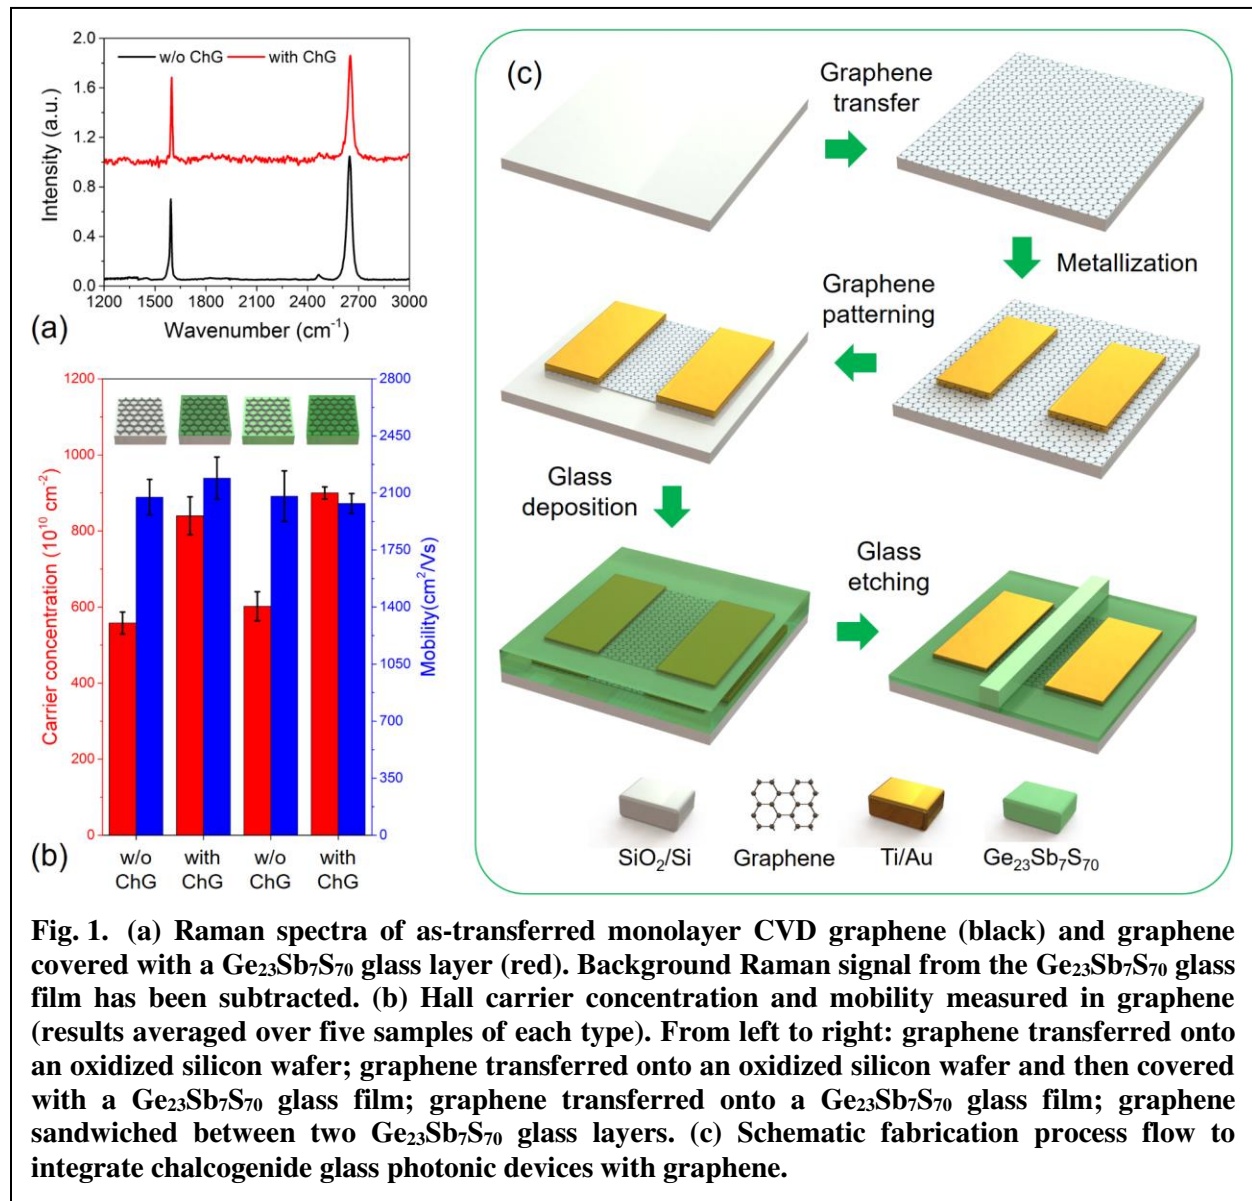 2.0
1.6
1.2
0.8
0.4
0.0
Intensity (a.u.)
w/o ChG
with ChG
1200 1500 1800 2100 2400 2700 3000
Wavenumber (cm⁻¹)
(a)
1200
1000
800
600
400
200
0
Carrier concentration (10¹⁰ cm⁻²)
2800
2450
2100
1750
1400
1050
700
350
0
Mobility(cm²/Vs)
w/o ChG
with ChG
w/o ChG
with ChG
(b)
(c)
Graphene
transfer
Metallization
Graphene
patterning
Glass
deposition
Glass
etching
SiO₂/Si
Graphene
Ti/Au
Ge₂₃Sb₇S₇₀
Fig. 1. (a) Raman spectra of as-transferred monolayer CVD graphene (black) and graphene
covered with a Ge₂₃Sb₇S₇₀ glass layer (red). Background Raman signal from the Ge₂₃Sb₇S₇₀ glass
film has been subtracted. (b) Hall carrier concentration and mobility measured in graphene
(results averaged over five samples of each type). From left to right: graphene transferred onto
an oxidized silicon wafer; graphene transferred onto an oxidized silicon wafer and then covered
with a Ge₂₃Sb₇S₇₀ glass film; graphene transferred onto a Ge₂₃Sb₇S₇₀ glass film; graphene
sandwiched between two Ge₂₃Sb₇S₇₀ glass layers. (c) Schematic fabrication process flow to
integrate chalcogenide glass photonic devices with graphene.